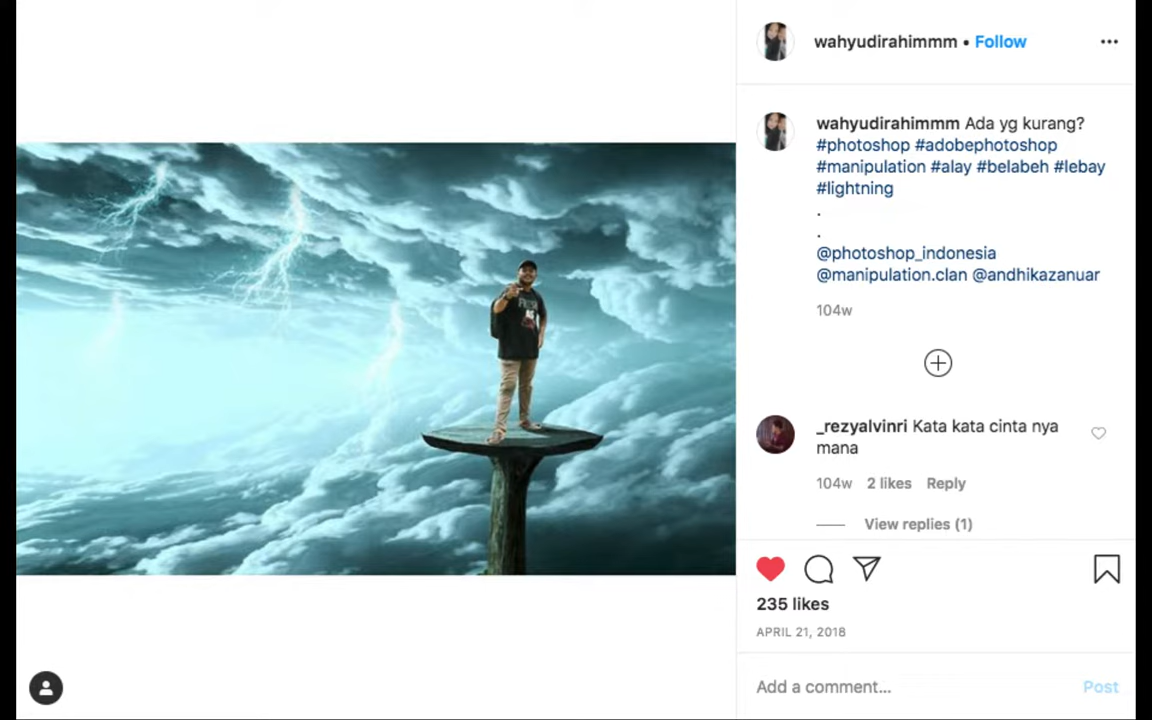 wahyudirahimmm • Follow
wahyudirahimmm Ada yg kurang?
#photoshop #adobephotoshop
#manipulation #alay #belabeh #lebay
#lightning
.
.
@photoshop_indonesia
@manipulation.clan @andhikazanuar
104w
_rezyalvinri Kata kata cinta nya
mana
104w 2 likes Reply
View replies (1)
235 likes
APRIL 21, 2018
Add a comment... Post